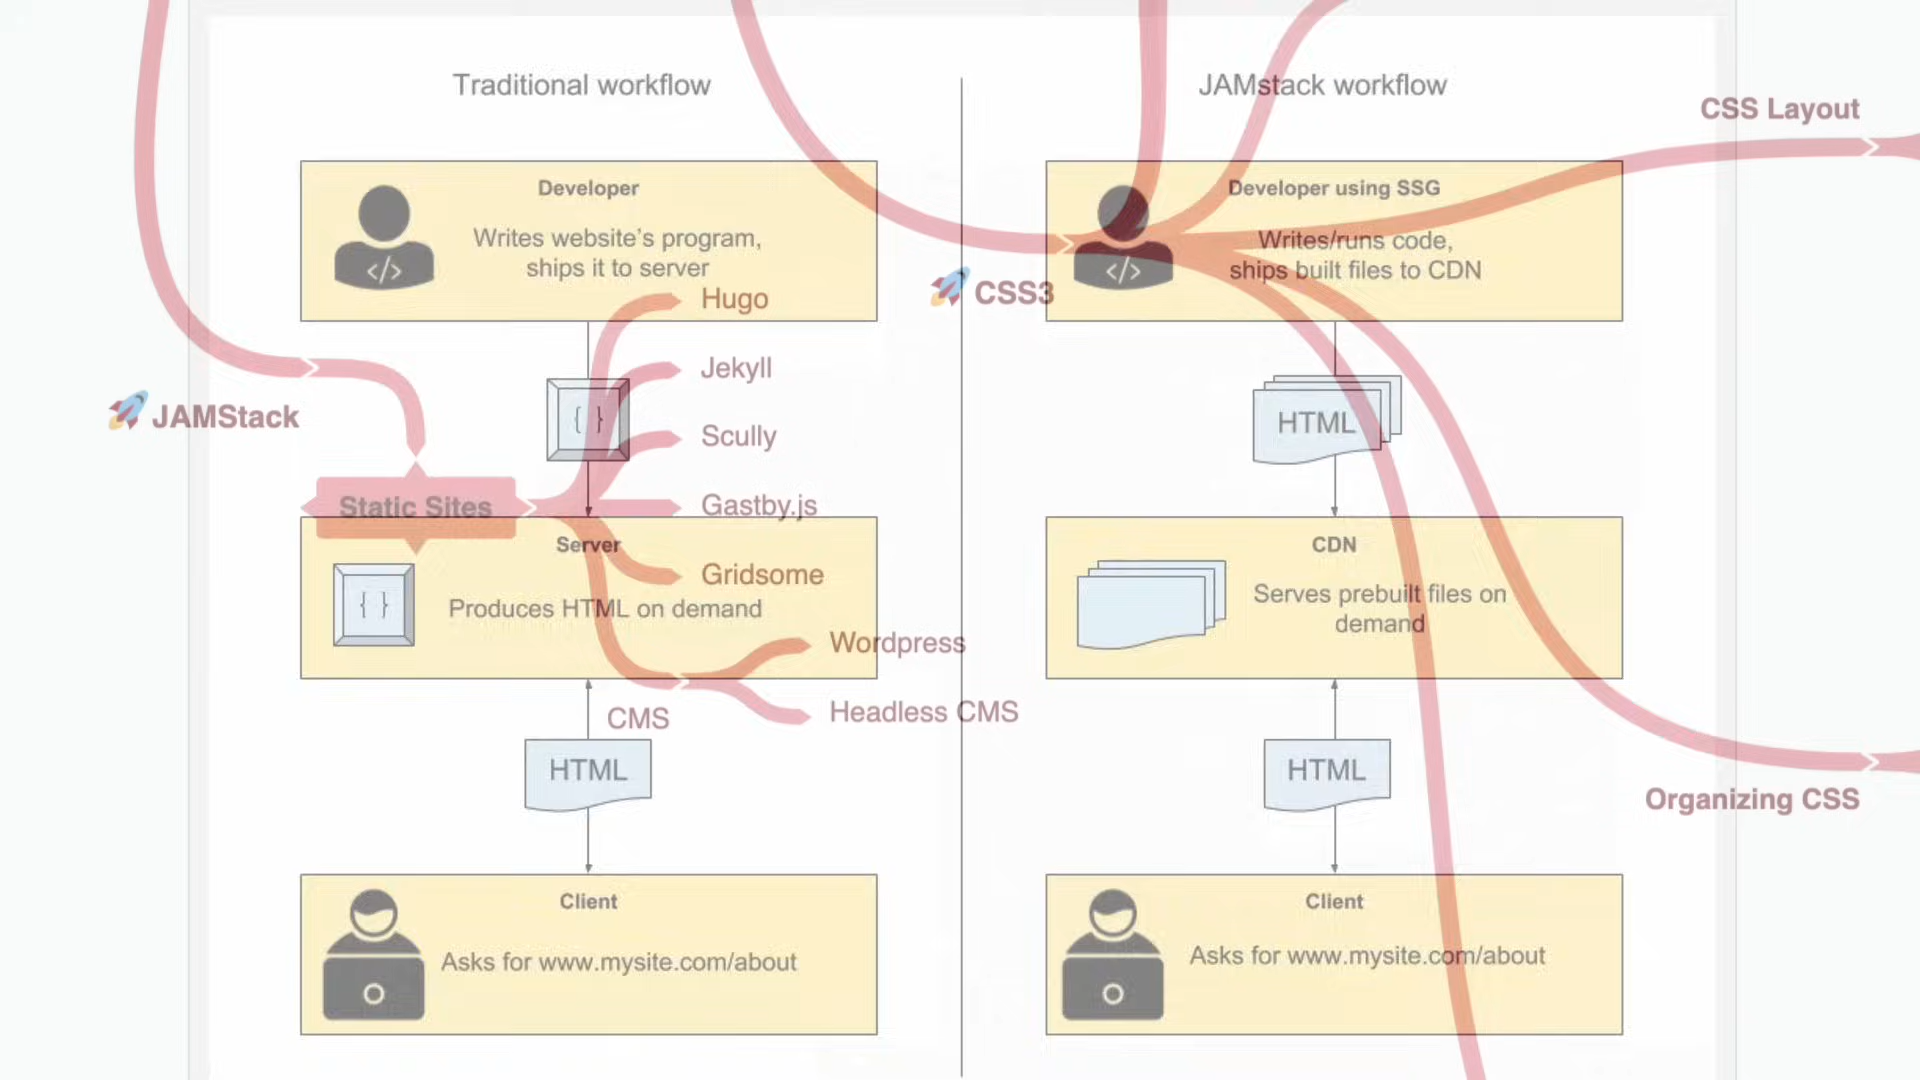 Traditional workflow
JAMstack workflow
CSS Layout
Developer
Writes website's program,
ships it to server
Developer using SSG
Writes/runs code,
ships built files to CDN
CSS3
Hugo
Jekyll
Scully
Gastby.js
Gridsome
{ }
HTML
JAMStack
Static Sites
Server
{ }
Produces HTML on demand
CDN
Serves prebuilt files on
demand
Wordpress
Headless CMS
CMS
HTML
HTML
Organizing CSS
Client
Asks for www.mysite.com/about
Client
Asks for www.mysite.com/about